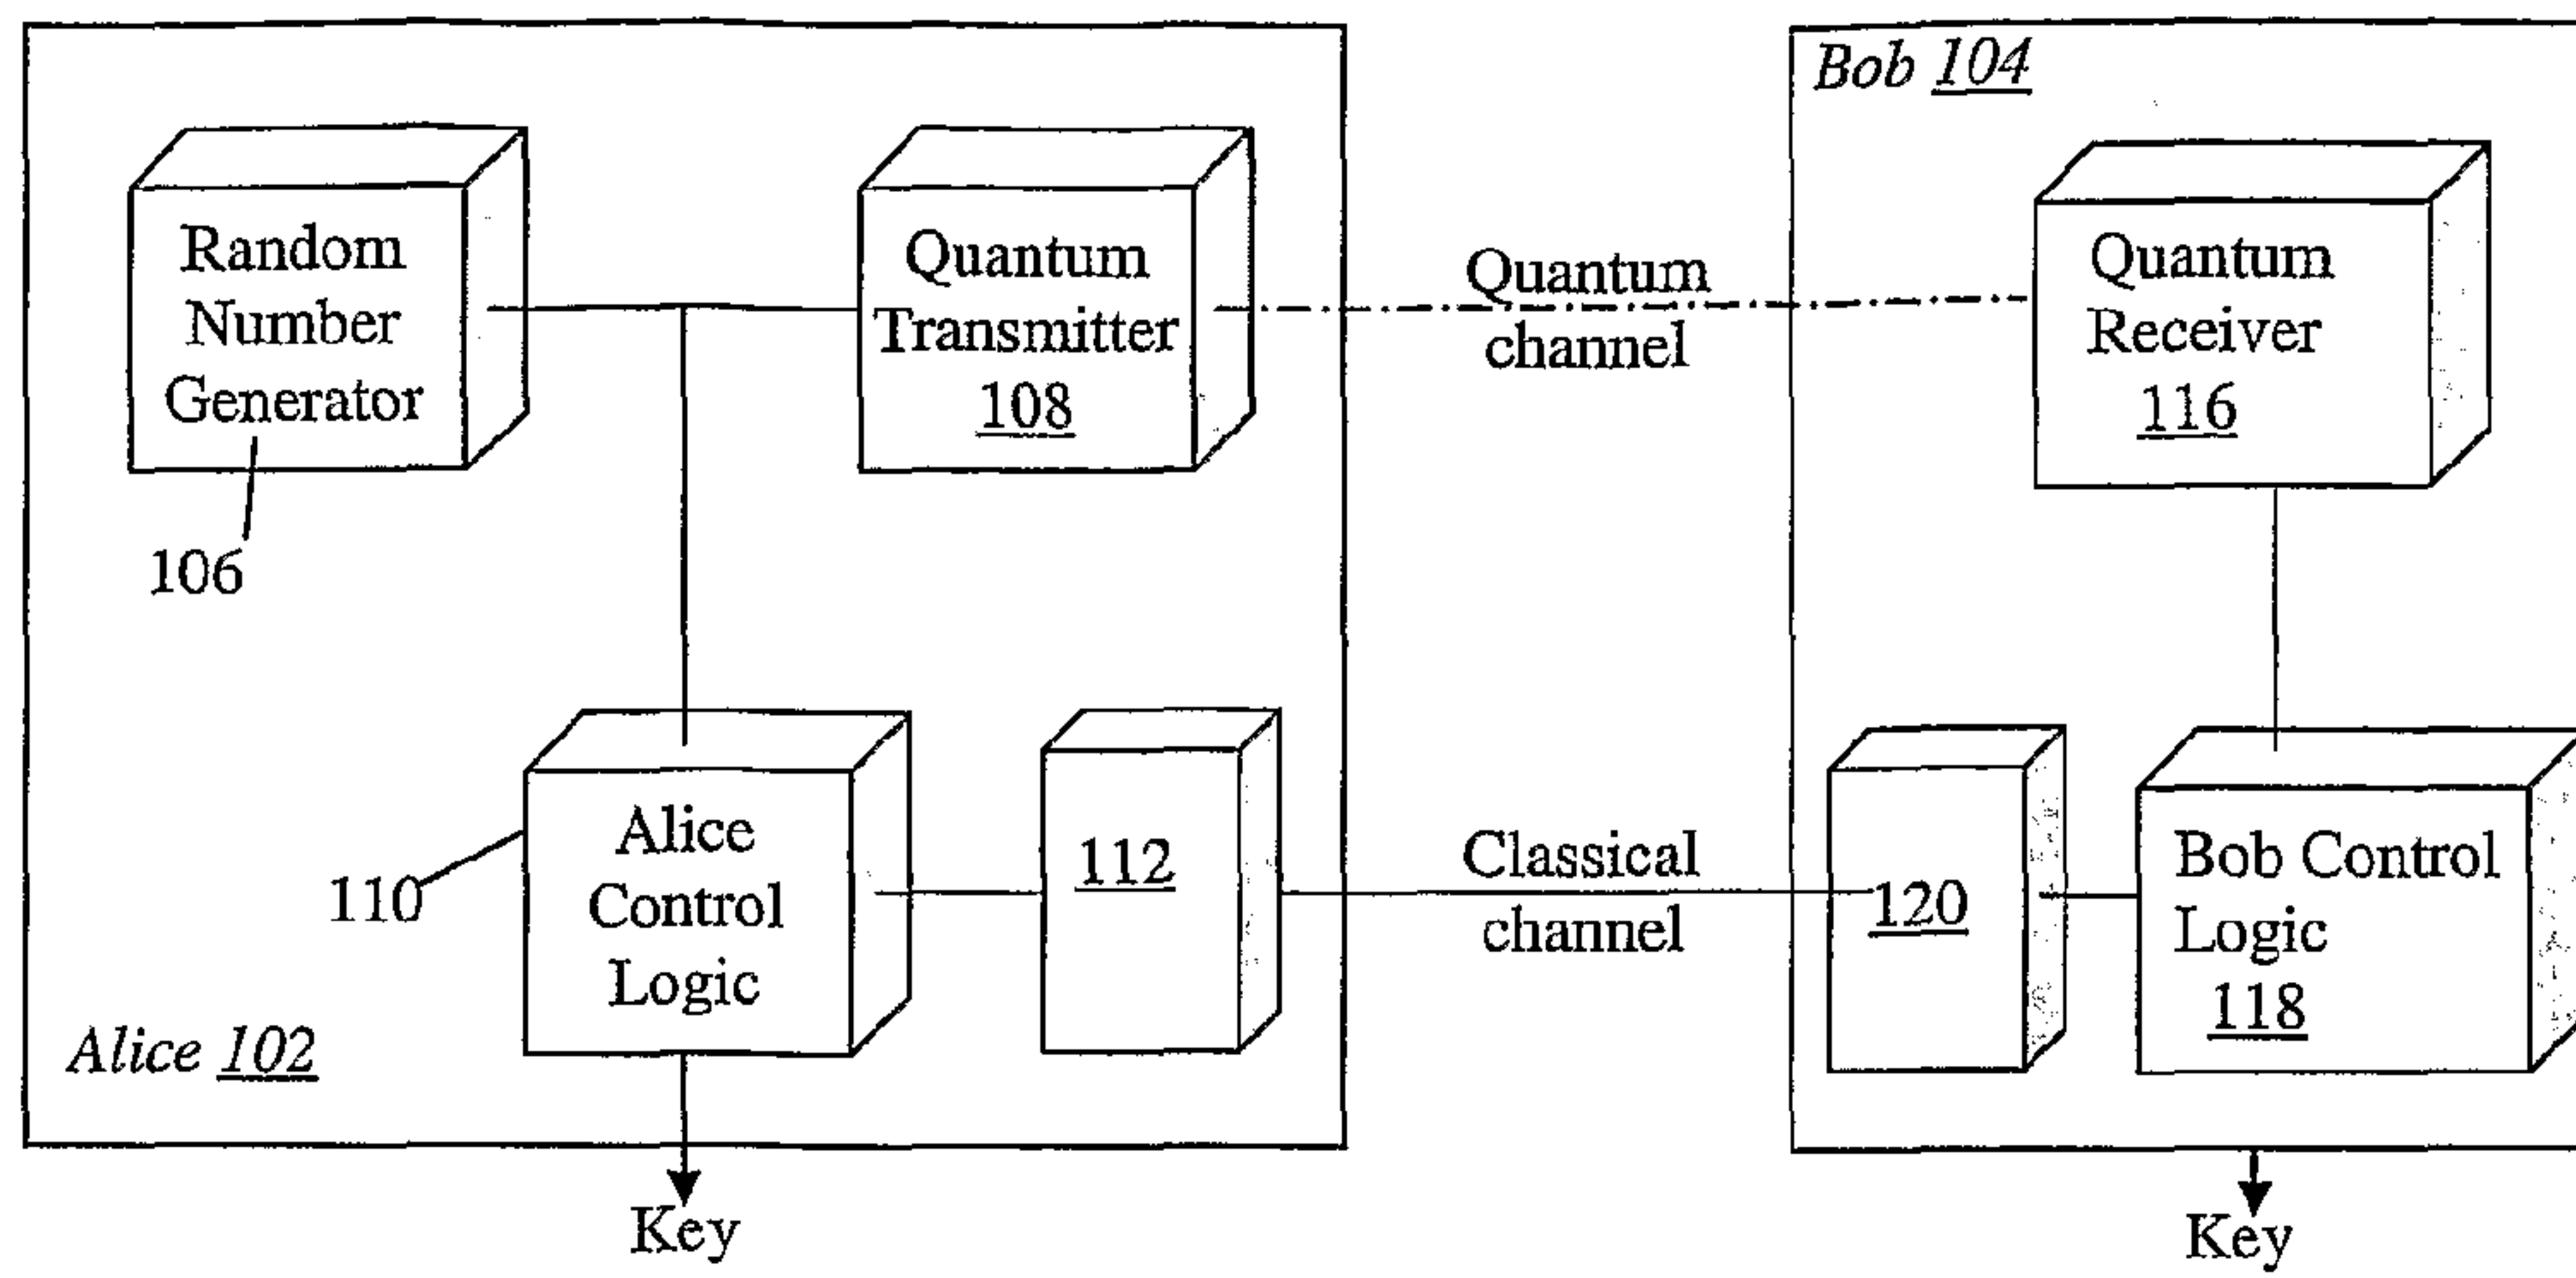 Bob 104
Random
Number
Generator
106
Quantum
Transmitter
108
Quantum
channel
Quantum
Receiver
116
Alice
Control
Logic
110
112
Classical
channel
120
Bob Control
Logic
118
Alice 102
Key
Key